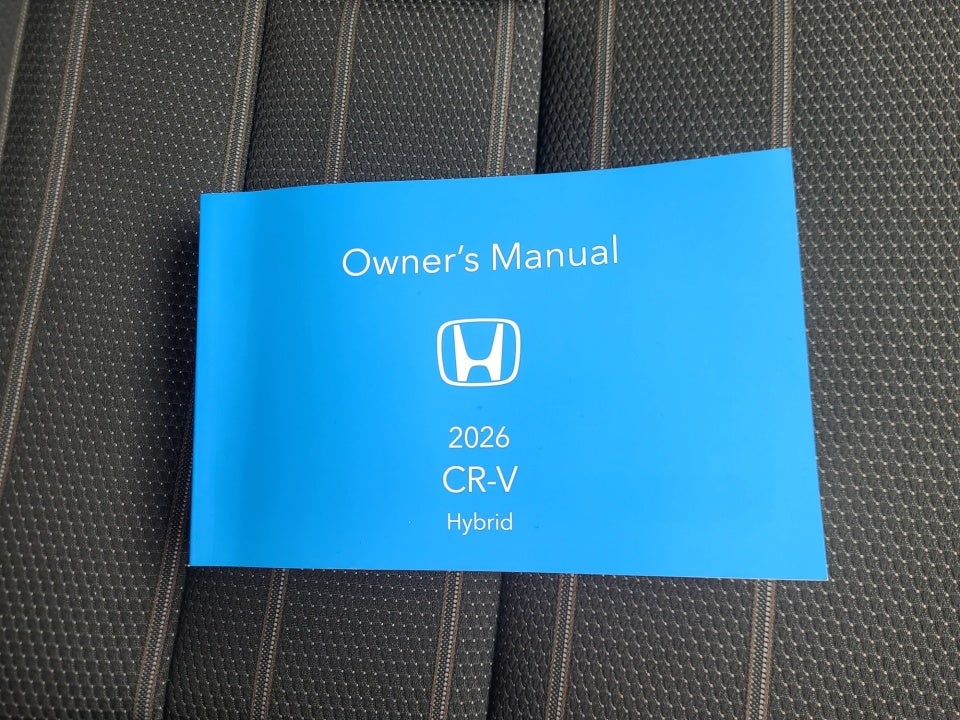 Owner's Manual
2026
CR-V
Hybrid